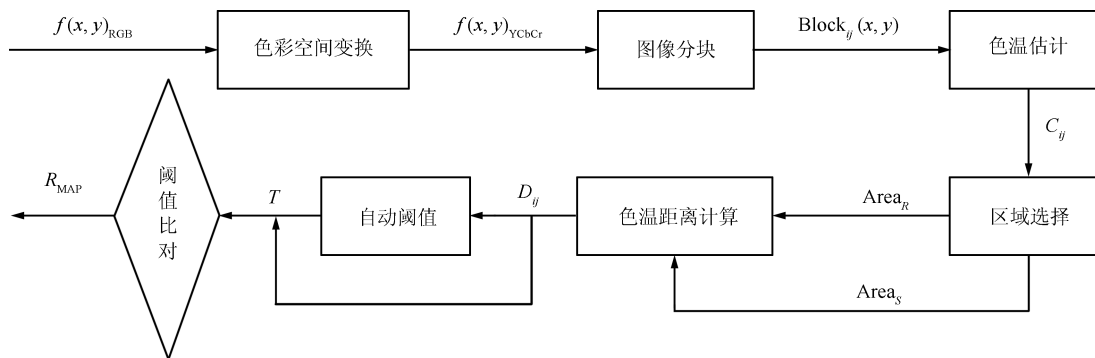 f(x, y)RGB
色彩空间变换
f(x, y)YCbCr
图像分块
Blockij (x, y)
色温估计
Cij
区域选择
AreaR
AreaS
色温距离计算
Dij
自动阈值
T
阈值比对
RMAP